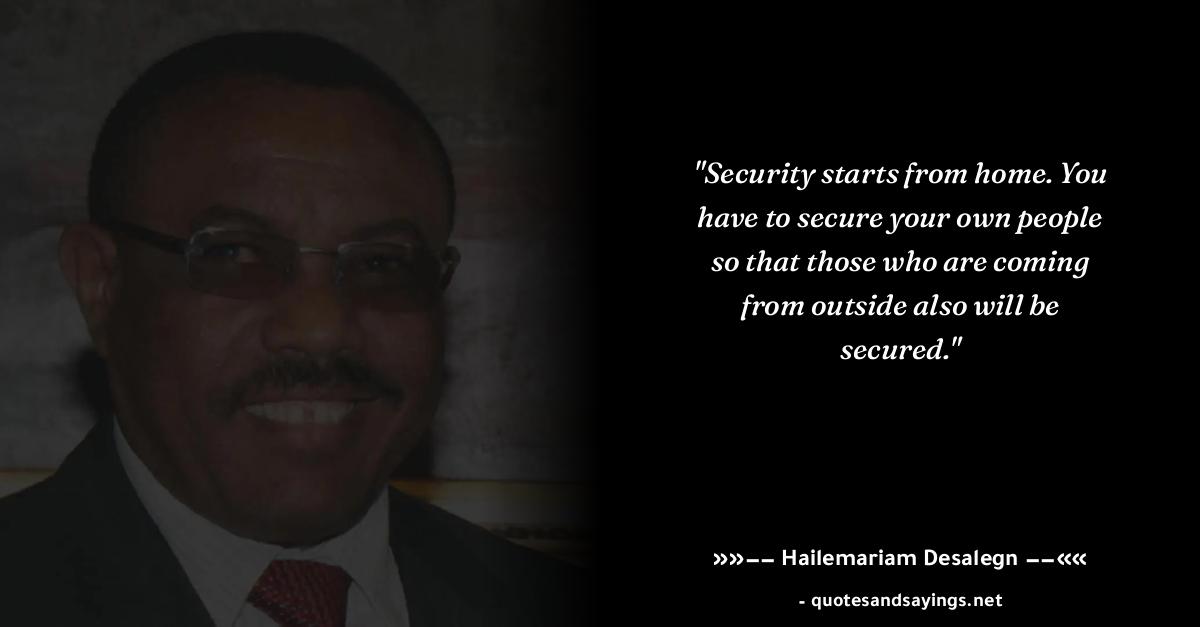 "Security starts from home. You
have to secure your own people
so that those who are coming
from outside also will be
secured."
»»−− Hailemariam Desalegn −−««
- quotesandsayings.net